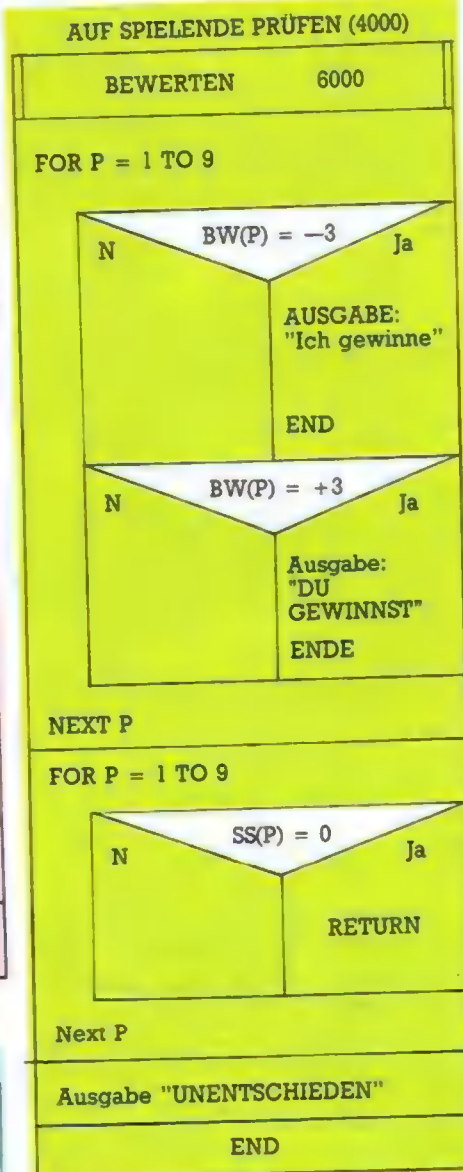 AUF SPIELENDE PRÜFEN (4000)
BEWERTEN 6000
FOR P = 1 TO 9
BW(P) = —3
N Ja
AUSGABE:
"Ich gewinne"
END
BW(P) = +3
N Ja
Ausgabe:
"DU
GEWINNST"
ENDE
NEXT P
FOR P = 1 TO 9
SS(P) = 0
N Ja
RETURN
Next P
Ausgabe "UNENTSCHIEDEN"
END